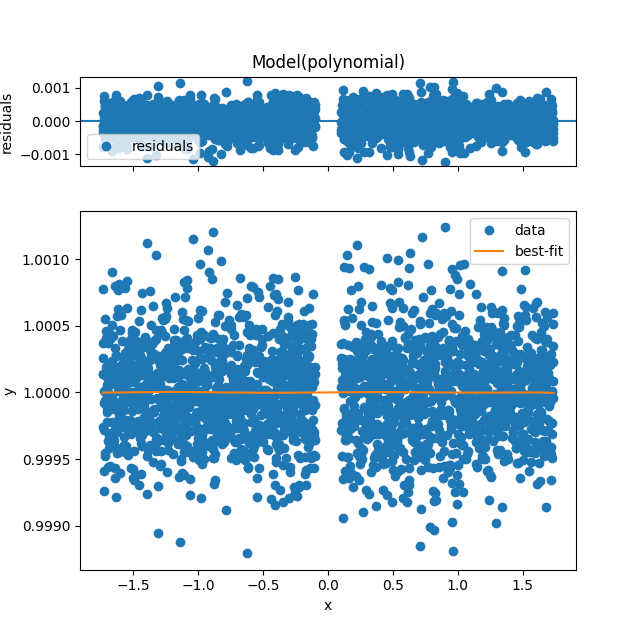 Model(polynomial)
0.001
0.000
−0.001
residuals
residuals
data
best-fit
1.0010
1.0005
1.0000
0.9995
0.9990
y
−1.5 −1.0 −0.5 0.0 0.5 1.0 1.5
x